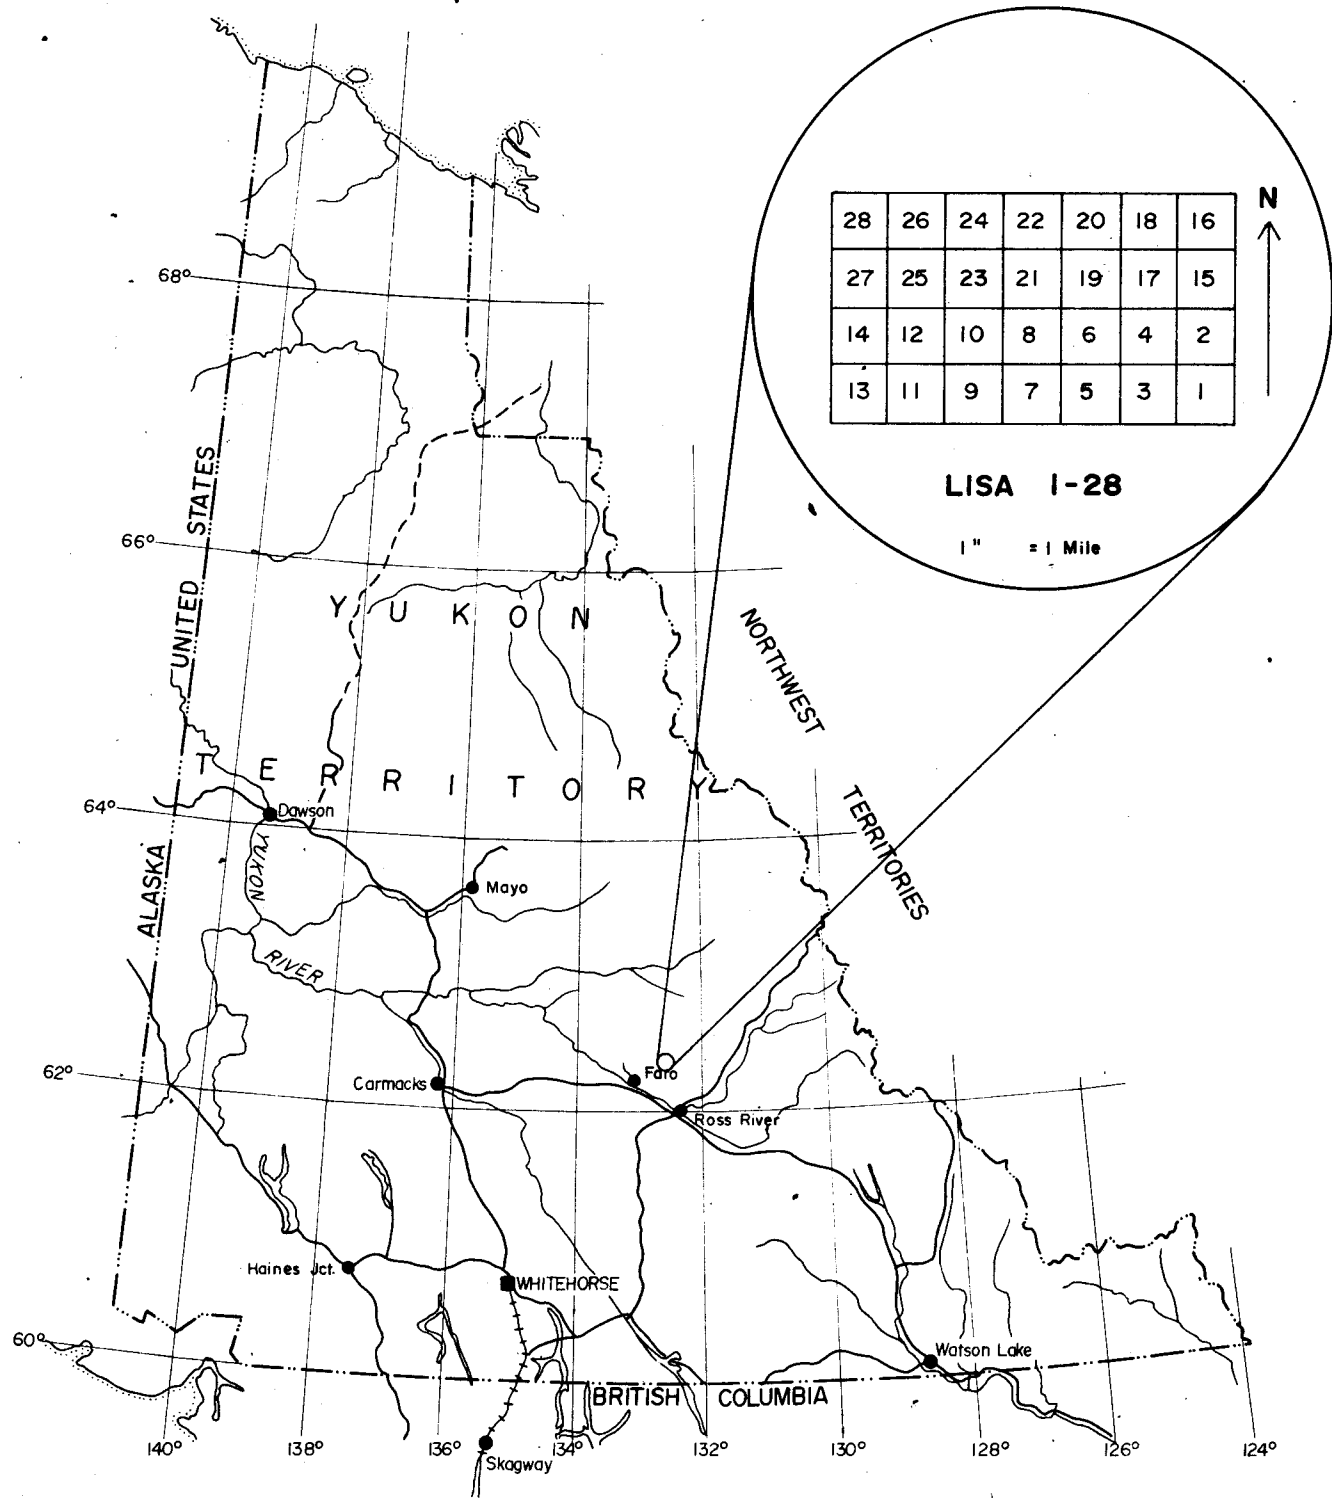 N
28 26 24 22 20 18 16
27 25 23 21 19 17 15
14 12 10 8 6 4 2
13 11 9 7 5 3 1
LISA 1-28
1" = 1 Mile
68°
66°
64°
62°
60°
UNITED STATES
ALASKA
YUKON
TERRITORY
NORTHWEST
TERRITORIES
Dawson
YUKON
RIVER
Mayo
Carmacks
Faro
Ross River
Haines Jct.
WHITEHORSE
Watson Lake
BRITISH COLUMBIA
Skagway
140° 138° 136° 134° 132° 130° 128° 126° 124°